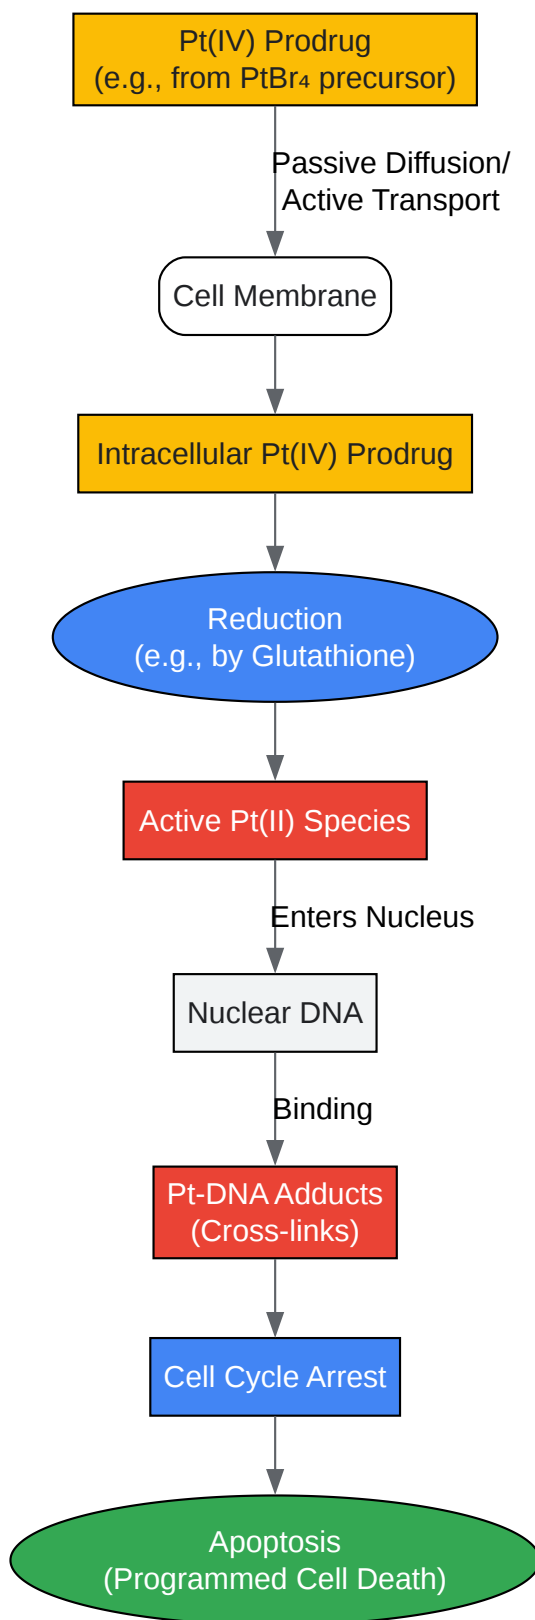 Pt(IV) Prodrug
(e.g., from PtBr₄ precursor)
Passive Diffusion/
Active Transport
Cell Membrane
Intracellular Pt(IV) Prodrug
Reduction
(e.g., by Glutathione)
Active Pt(II) Species
Enters Nucleus
Nuclear DNA
Binding
Pt-DNA Adducts
(Cross-links)
Cell Cycle Arrest
Apoptosis
(Programmed Cell Death)